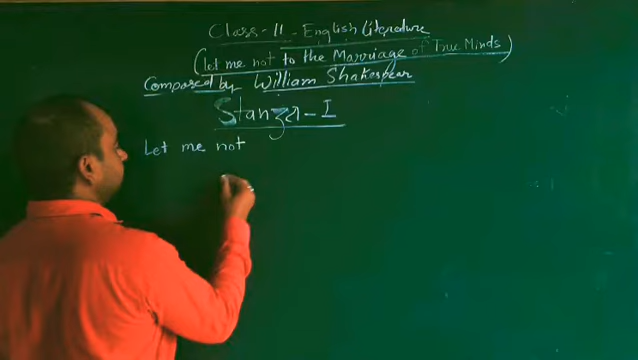 Class-11 - English Literature
(let me not to the Marriage of True Minds)
Composed by William Shakespear
Stanza-I
Let me not